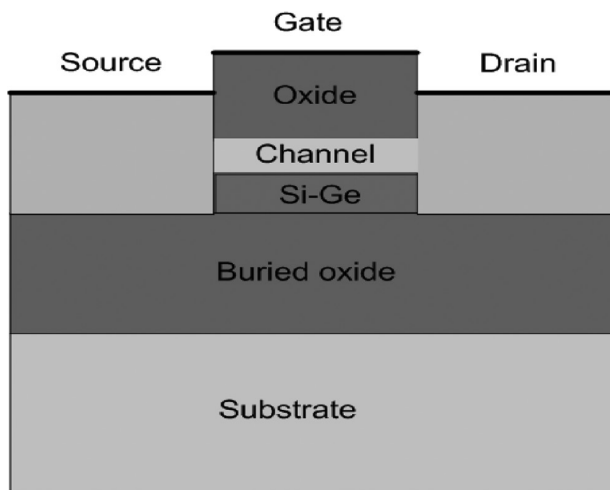 Gate
Source
Drain
Oxide
Channel
Si-Ge
Buried oxide
Substrate